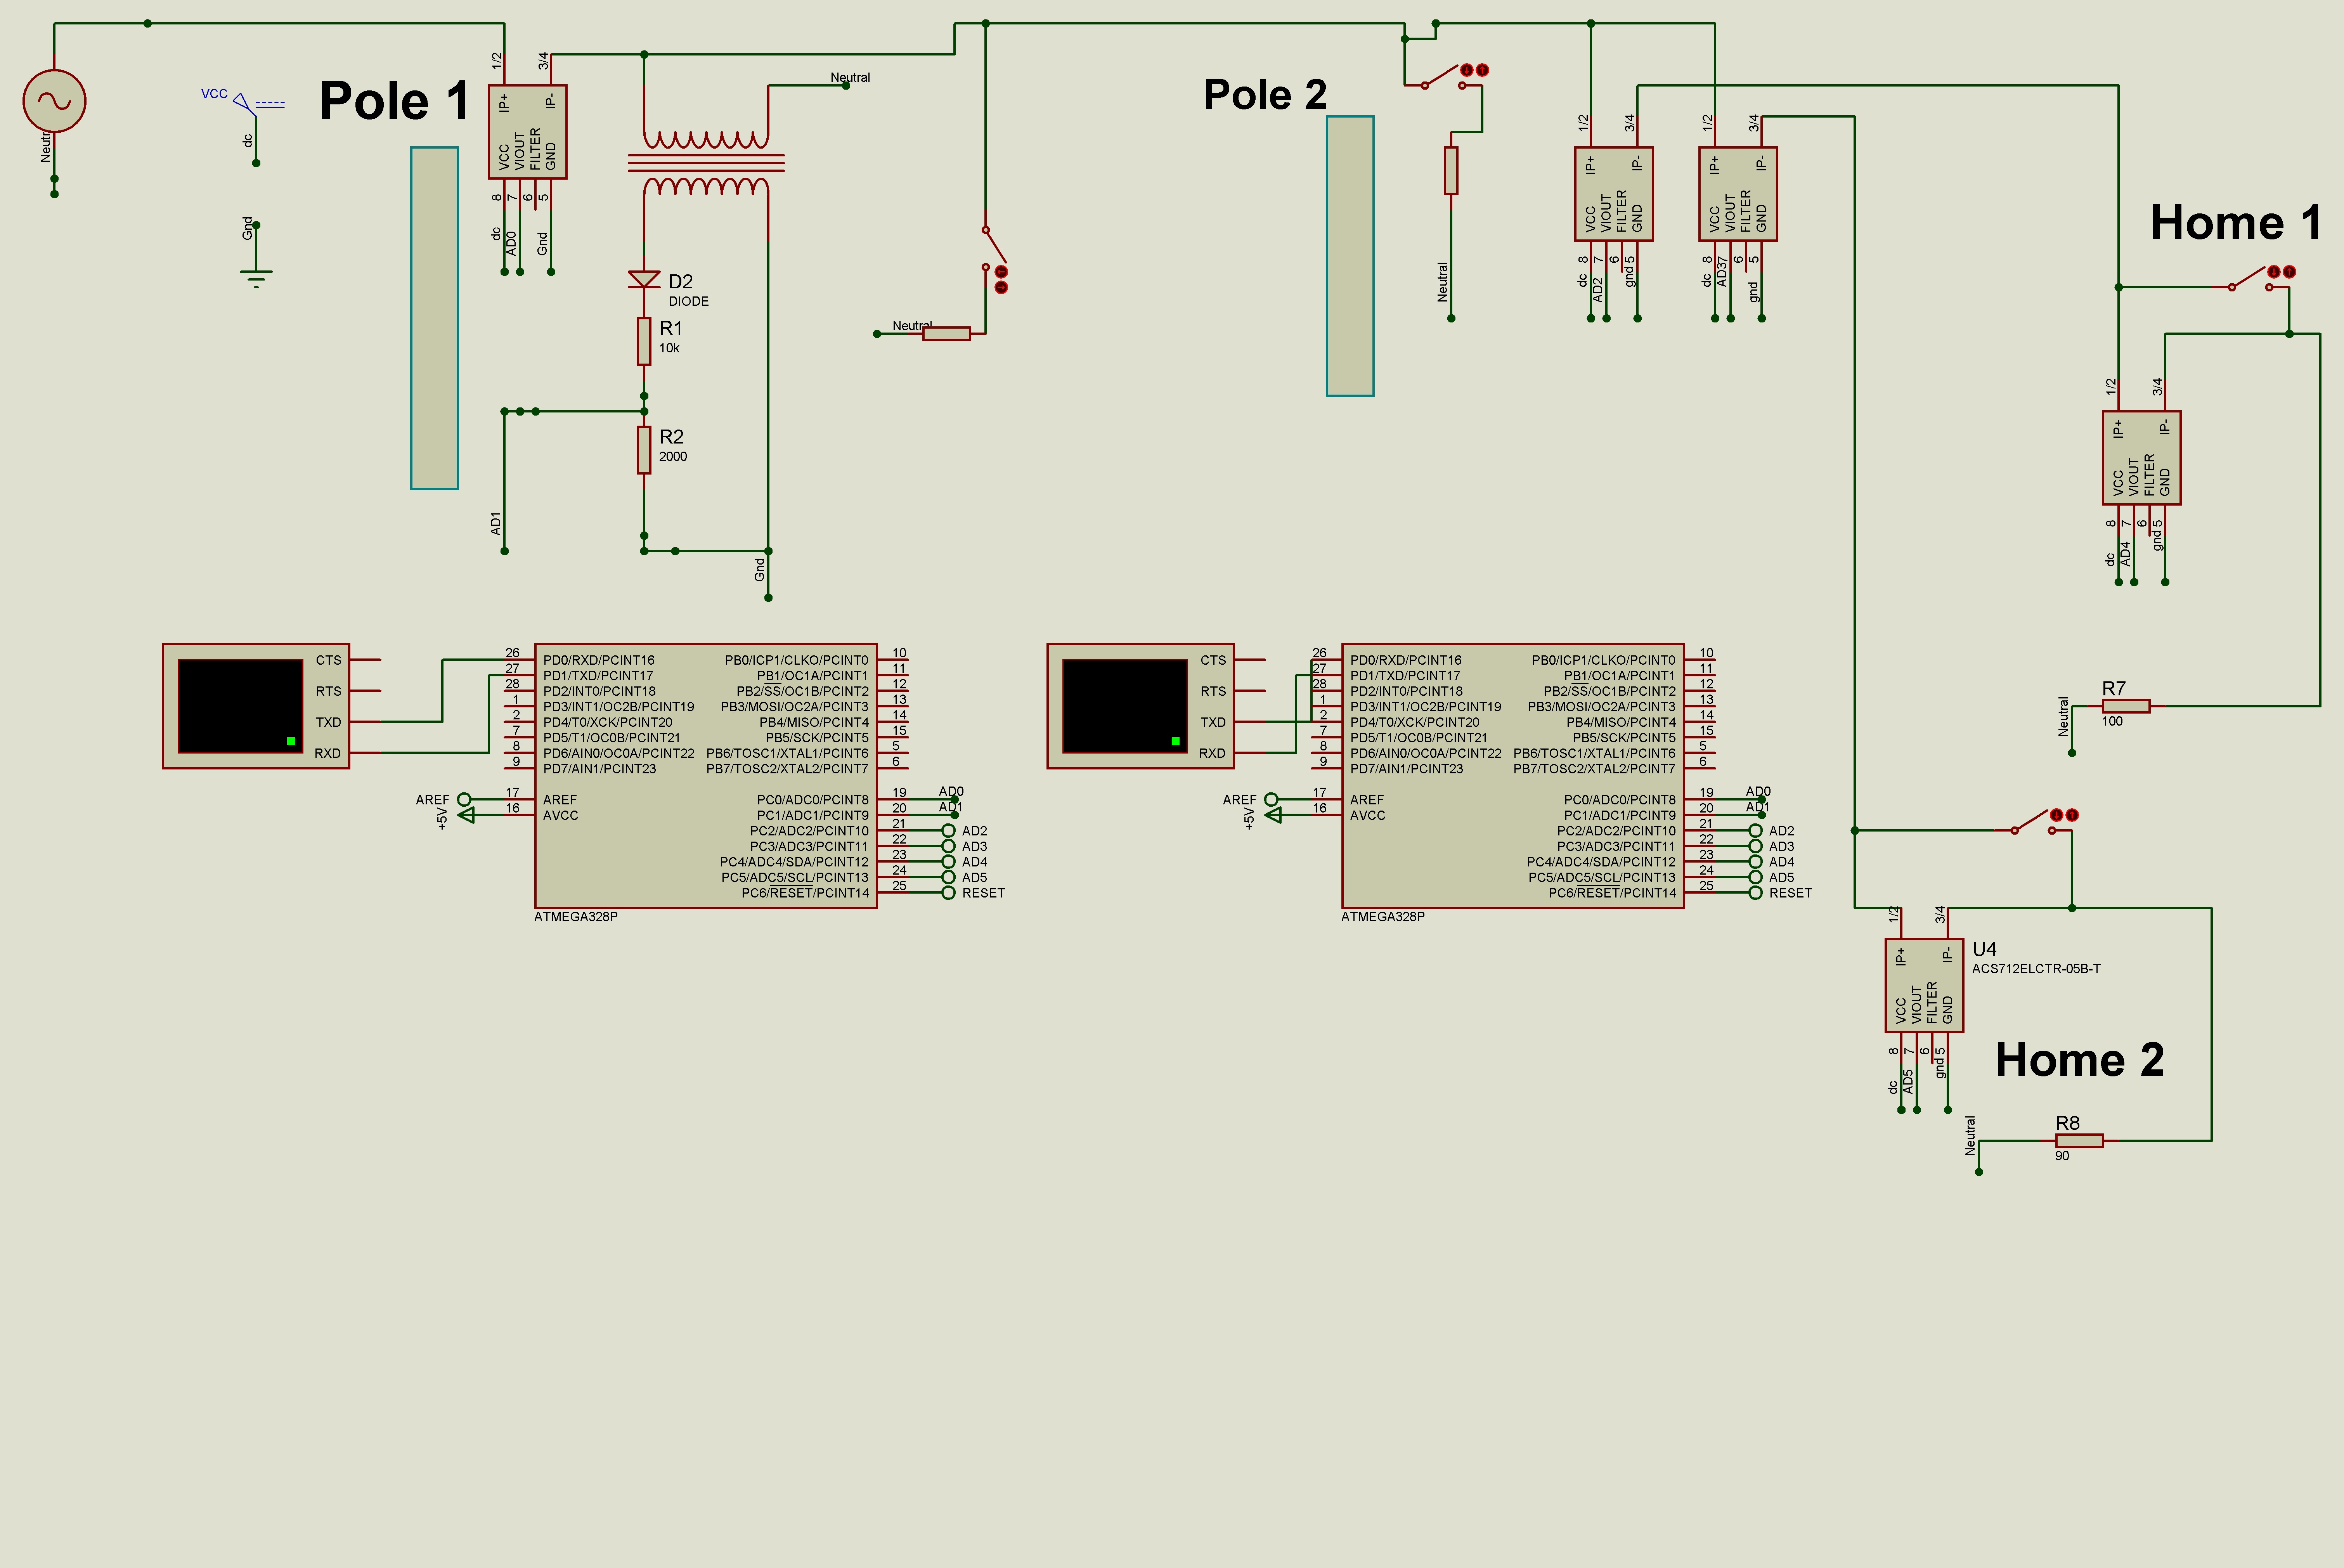 Pole 1
Pole 2
Home 1
Home 2
VCC
dc
Gnd
Neutral
1/2
3/4
IP+
IP-
VCC
VIOUT
FILTER
GND
8
7
6
5
dc
AD0
Gnd
Neutral
D2
DIODE
R1
10k
R2
2000
AD1
Gnd
Neutral
1/2
3/4
IP+
IP-
VCC
VIOUT
FILTER
GND
8
7
6
5
dc
AD2
gnd
1/2
3/4
IP+
IP-
VCC
VIOUT
FILTER
GND
8
7
6
5
dc
AD3
gnd
1/2
3/4
IP+
IP-
VCC
VIOUT
FILTER
GND
8
7
6
5
dc
AD4
gnd
R7
100
Neutral
CTS
RTS
TXD
RXD
26 PD0/RXD/PCINT16 PB0/ICP1/CLKO/PCINT0 10
27 PD1/TXD/PCINT17 PB1/OC1A/PCINT1 11
28 PD2/INT0/PCINT18 PB2/SS/OC1B/PCINT2 12
1 PD3/INT1/OC2B/PCINT19 PB3/MOSI/OC2A/PCINT3 13
2 PD4/T0/XCK/PCINT20 PB4/MISO/PCINT4 14
7 PD5/T1/OC0B/PCINT21 PB5/SCK/PCINT5 15
8 PD6/AIN0/OC0A/PCINT22 PB6/TOSC1/XTAL1/PCINT6 5
9 PD7/AIN1/PCINT23 PB7/TOSC2/XTAL2/PCINT7 6
AREF 17 AREF PC0/ADC0/PCINT8 19 AD0
+5V 16 AVCC PC1/ADC1/PCINT9 20 AD1
PC2/ADC2/PCINT10 21 AD2
PC3/ADC3/PCINT11 22 AD3
PC4/ADC4/SDA/PCINT12 23 AD4
PC5/ADC5/SCL/PCINT13 24 AD5
PC6/RESET/PCINT14 25 RESET
ATMEGA328P
CTS
RTS
TXD
RXD
26 PD0/RXD/PCINT16 PB0/ICP1/CLKO/PCINT0 10
27 PD1/TXD/PCINT17 PB1/OC1A/PCINT1 11
28 PD2/INT0/PCINT18 PB2/SS/OC1B/PCINT2 12
1 PD3/INT1/OC2B/PCINT19 PB3/MOSI/OC2A/PCINT3 13
2 PD4/T0/XCK/PCINT20 PB4/MISO/PCINT4 14
7 PD5/T1/OC0B/PCINT21 PB5/SCK/PCINT5 15
8 PD6/AIN0/OC0A/PCINT22 PB6/TOSC1/XTAL1/PCINT6 5
9 PD7/AIN1/PCINT23 PB7/TOSC2/XTAL2/PCINT7 6
AREF 17 AREF PC0/ADC0/PCINT8 19 AD0
+5V 16 AVCC PC1/ADC1/PCINT9 20 AD1
PC2/ADC2/PCINT10 21 AD2
PC3/ADC3/PCINT11 22 AD3
PC4/ADC4/SDA/PCINT12 23 AD4
PC5/ADC5/SCL/PCINT13 24 AD5
PC6/RESET/PCINT14 25 RESET
ATMEGA328P
1/2
3/4
IP+
IP-
U4
ACS712ELCTR-05B-T
VCC
VIOUT
FILTER
GND
8
7
6
5
dc
AD5
gnd
Neutral
R8
90